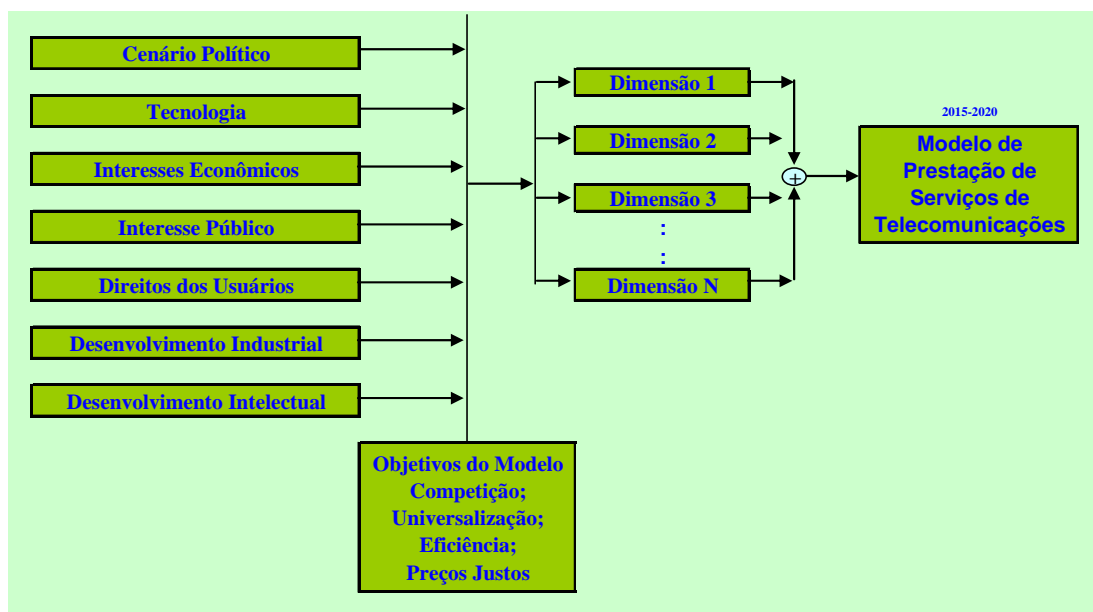 Cenário Político
Tecnologia
Interesses Econômicos
Interesse Público
Direitos dos Usuários
Desenvolvimento Industrial
Desenvolvimento Intelectual
Objetivos do Modelo
Competição;
Universalização;
Eficiência;
Preços Justos
Dimensão 1
Dimensão 2
Dimensão 3
:
:
Dimensão N
+
2015-2020
Modelo de
Prestação de
Serviços de
Telecomunicações